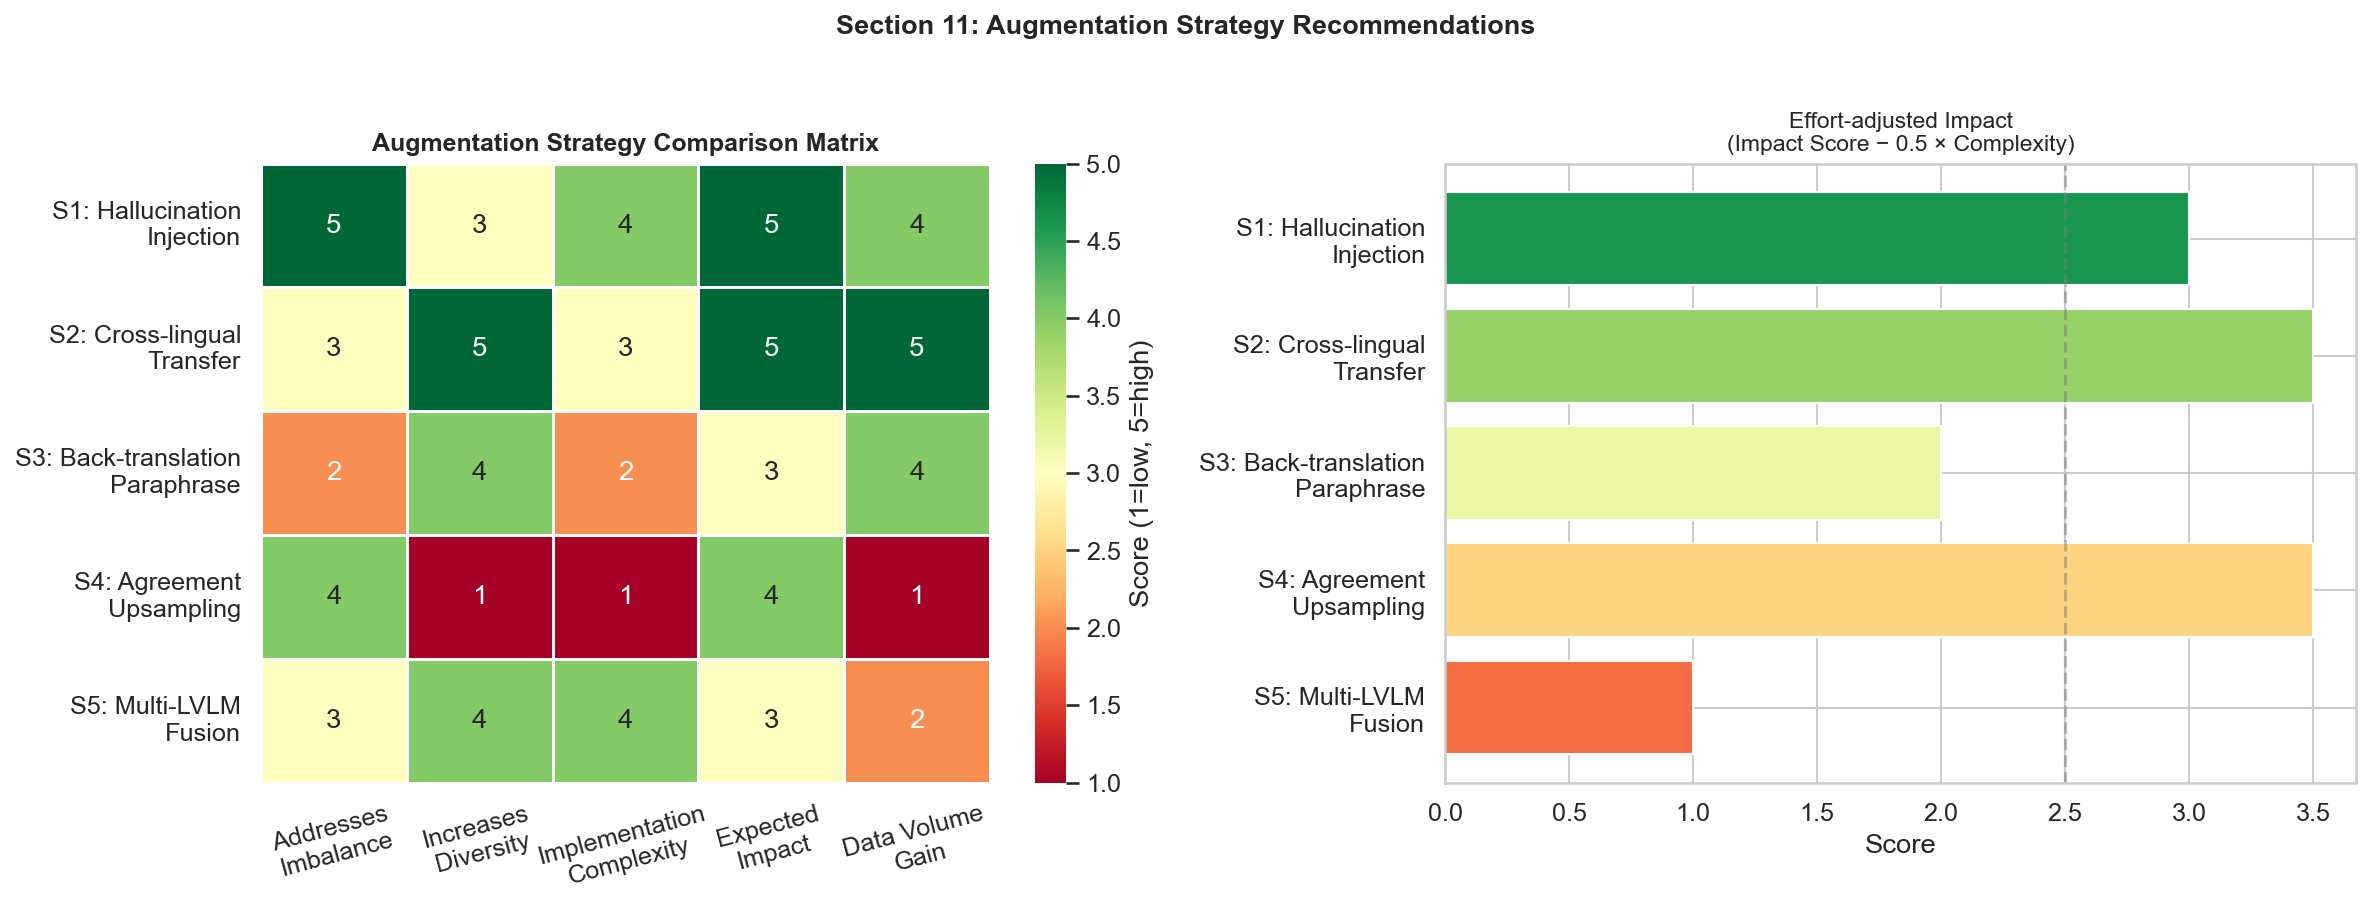 Section 11: Augmentation Strategy Recommendations
Augmentation Strategy Comparison Matrix
S1: Hallucination
Injection
5 3 4 5 4
S2: Cross-lingual
Transfer
3 5 3 5 5
S3: Back-translation
Paraphrase
2 4 2 3 4
S4: Agreement
Upsampling
4 1 1 4 1
S5: Multi-LVLM
Fusion
3 4 4 3 2
Addresses
Imbalance
Increases
Diversity
Implementation
Complexity
Expected
Impact
Data Volume
Gain
5.0
4.5
4.0
3.5
3.0
2.5
2.0
1.5
1.0
Score (1=low, 5=high)
Effort-adjusted Impact
(Impact Score − 0.5 × Complexity)
S1: Hallucination
Injection
S2: Cross-lingual
Transfer
S3: Back-translation
Paraphrase
S4: Agreement
Upsampling
S5: Multi-LVLM
Fusion
0.0 0.5 1.0 1.5 2.0 2.5 3.0 3.5
Score